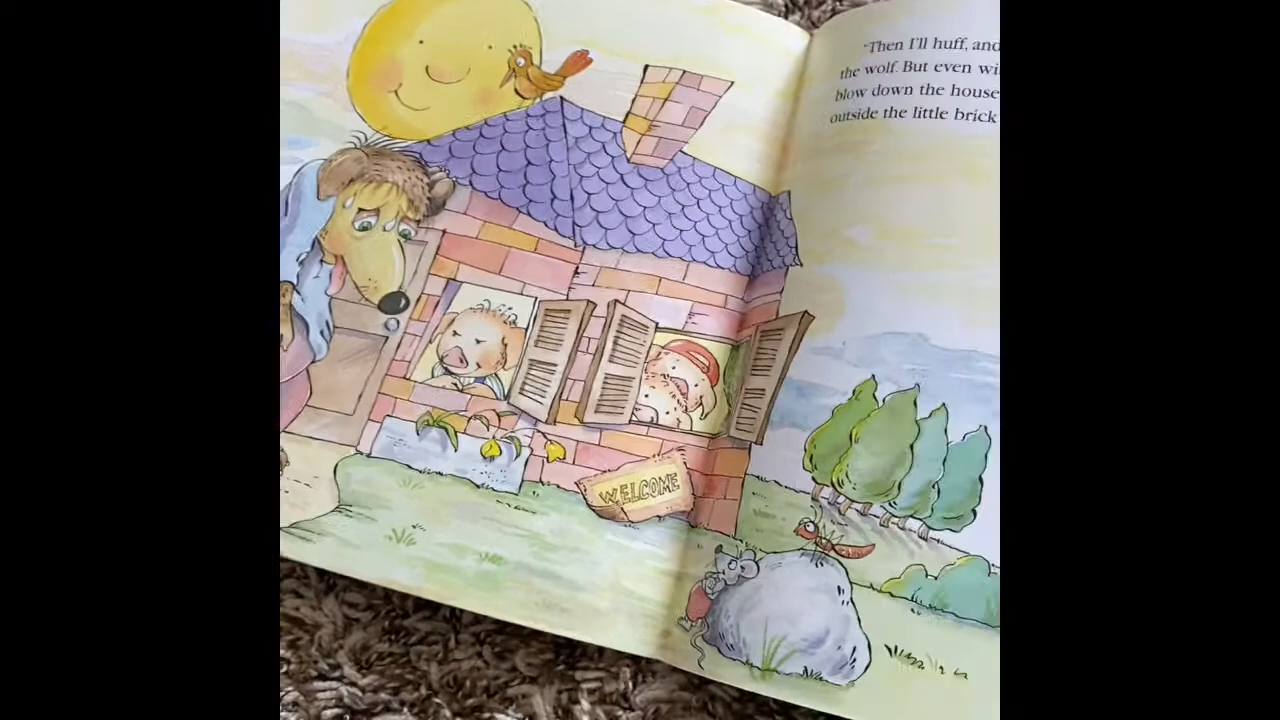 "Then I'll huff, and
the wolf. But even wi
blow down the house
outside the little brick
WELCOME